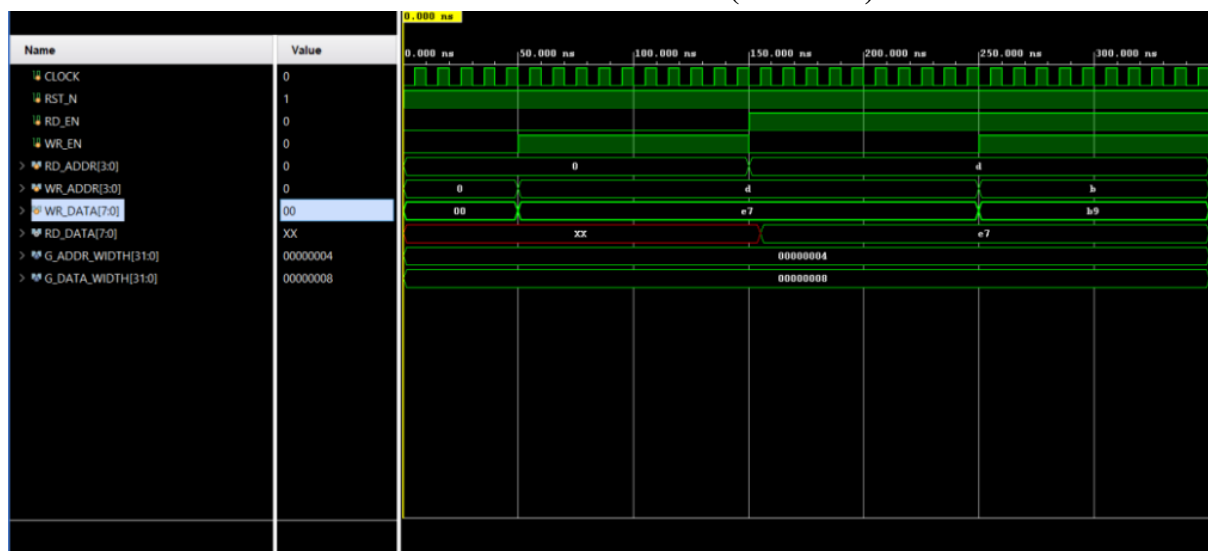 0.000 ns
Name Value 0.000 ns 50.000 ns 100.000 ns 150.000 ns 200.000 ns 250.000 ns 300.000 ns
CLOCK 0
RST_N 1
RD_EN 0
WR_EN 0
> RD_ADDR[3:0] 0 0 d
> WR_ADDR[3:0] 0 0 d b
> WR_DATA[7:0] 00 00 e7 b9
> RD_DATA[7:0] XX XX e7
> G_ADDR_WIDTH[31:0] 00000004 00000004
> G_DATA_WIDTH[31:0] 00000008 00000008